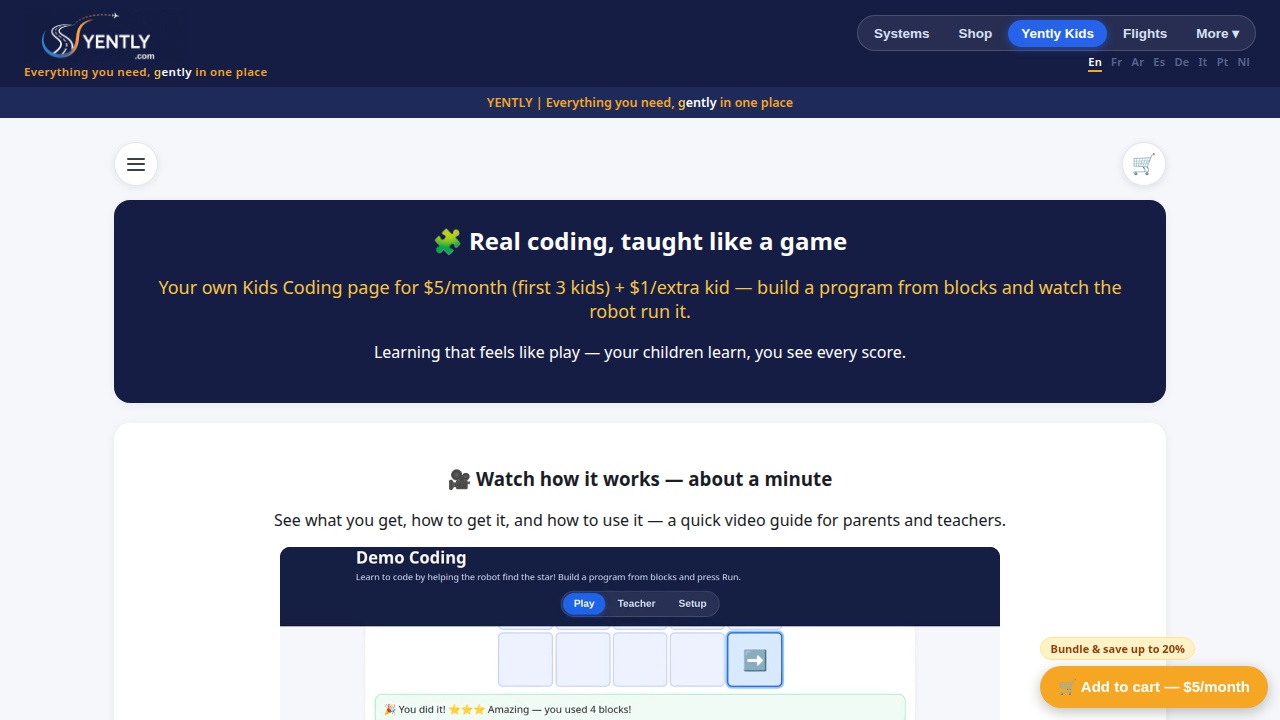 YENTLY
.com
Everything you need, gently in one place
Systems Shop Yently Kids Flights More ▾
En Fr Ar Es De It Pt Nl
YENTLY | Everything you need, gently in one place
🧩 Real coding, taught like a game
Your own Kids Coding page for $5/month (first 3 kids) + $1/extra kid — build a program from blocks and watch the
robot run it.
Learning that feels like play — your children learn, you see every score.
🎥 Watch how it works — about a minute
See what you get, how to get it, and how to use it — a quick video guide for parents and teachers.
Demo Coding
Learn to code by helping the robot find the star! Build a program from blocks and press Run.
Play Teacher Setup
🎉 You did it! ⭐⭐⭐ Amazing — you used 4 blocks!
Bundle & save up to 20%
🛒 Add to cart — $5/month